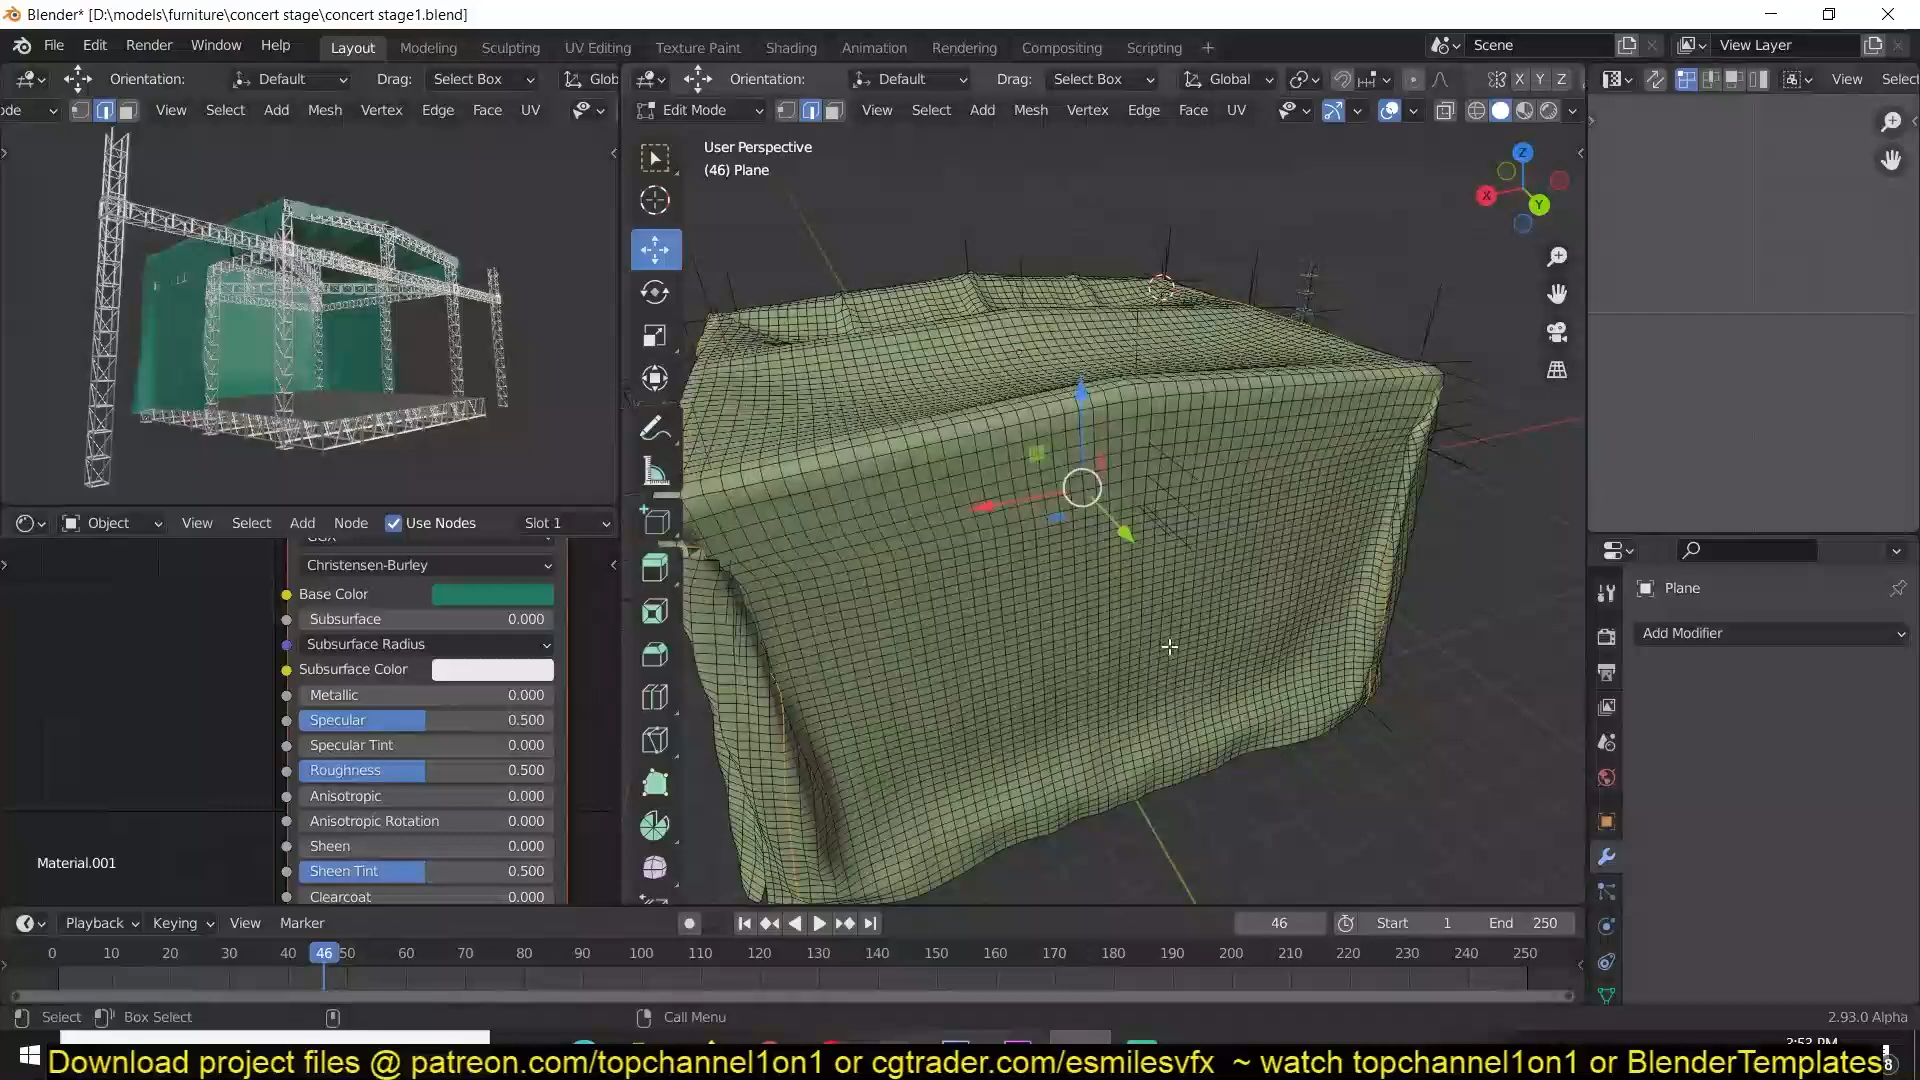 Blender* [D:\models\furniture\concert stage\concert stage1.blend]
File Edit Render Window Help Layout Modeling Sculpting UV Editing Texture Paint Shading Animation Rendering Compositing Scripting + Scene View Layer
Orientation: Default Drag: Select Box Glob
Orientation: Default Drag: Select Box Global X Y Z View Select
ode View Select Add Mesh Vertex Edge Face UV
Edit Mode View Select Add Mesh Vertex Edge Face UV
User Perspective
(46) Plane
Z
X
Y
Object View Select Add Node Use Nodes Slot 1
GGX
Christensen-Burley
Base Color
Subsurface 0.000
Subsurface Radius
Subsurface Color
Metallic 0.000
Specular 0.500
Specular Tint 0.000
Roughness 0.500
Anisotropic 0.000
Anisotropic Rotation 0.000
Sheen 0.000
Sheen Tint 0.500
Clearcoat 0.000
Material.001
Plane
Add Modifier
Playback Keying View Marker 46 Start 1 End 250
0 10 20 30 40 46 50 60 70 80 90 100 110 120 130 140 150 160 170 180 190 200 210 220 230 240 250
Select Box Select Call Menu 2.93.0 Alpha
3:53 PM
Download project files @ patreon.com/topchannel1on1 or cgtrader.com/esmilesvfx ~ watch topchannel1on1 or BlenderTemplates